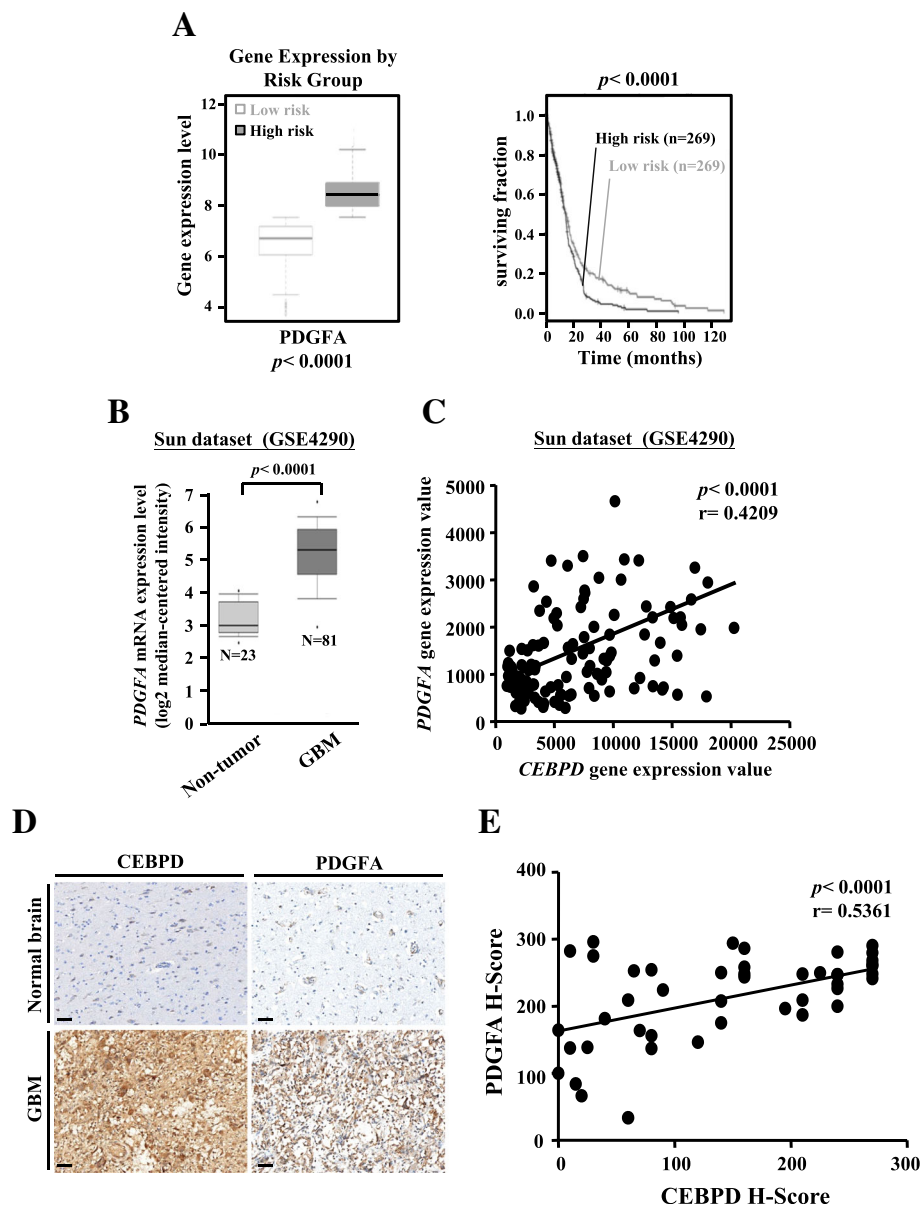 A
Gene Expression by
Risk Group
12
10
8
6
4
Gene expression level
Low risk
High risk
PDGFA
p< 0.0001
p< 0.0001
1.0
0.8
0.6
0.4
0.2
0.0
surviving fraction
High risk (n=269)
Low risk (n=269)
0 20 40 60 80 100 120
Time (months)
B
Sun dataset (GSE4290)
p< 0.0001
PDGFA mRNA expression level
(log2 median-centered intensity)
7
6
5
4
3
2
1
0
N=23
N=81
Non-tumor
GBM
C
Sun dataset (GSE4290)
p< 0.0001
r= 0.4209
PDGFA gene expression value
5000
4000
3000
2000
1000
0
0 5000 10000 15000 20000 25000
CEBPD gene expression value
D
CEBPD
PDGFA
Normal brain
GBM
E
p< 0.0001
r= 0.5361
PDGFA H-Score
400
300
200
100
0
0 100 200 300
CEBPD H-Score